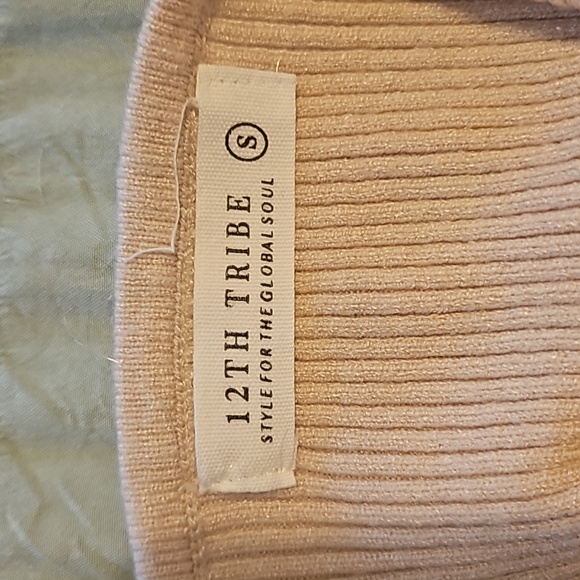 12TH TRIBE S
STYLE FOR THE GLOBAL SOUL